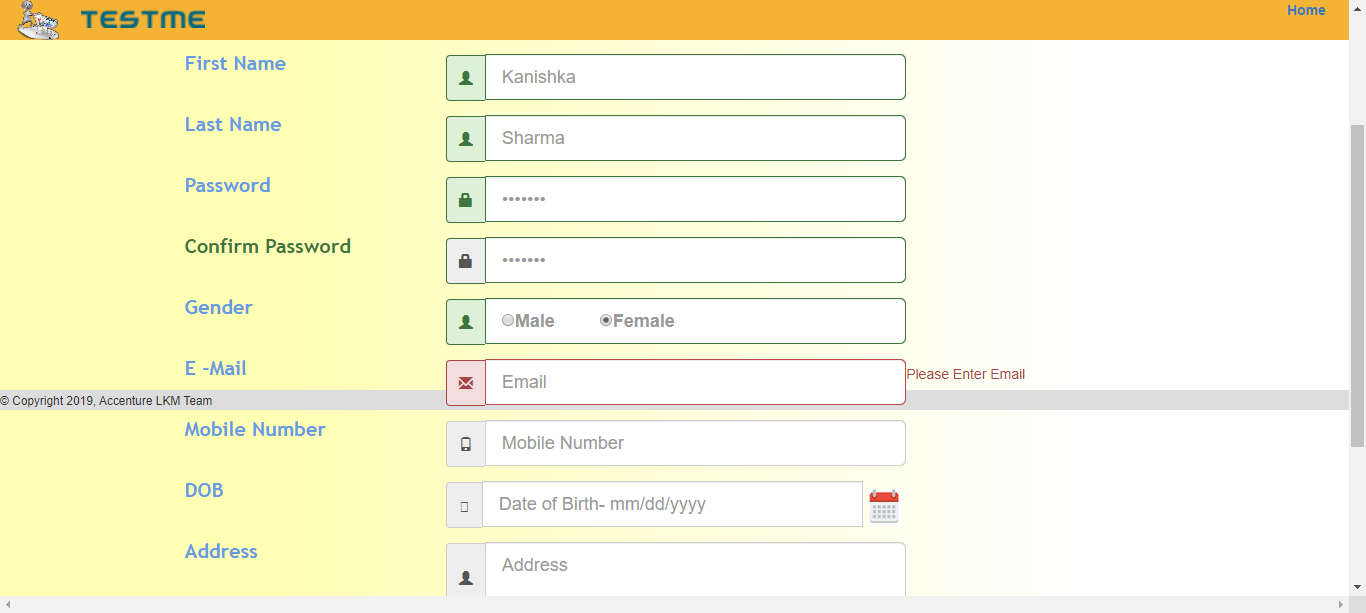 TESTME
Home
First Name
Kanishka
Last Name
Sharma
Password
•••••••
Confirm Password
•••••••
Gender
Male Female
E -Mail
Email
Please Enter Email
© Copyright 2019, Accenture LKM Team
Mobile Number
Mobile Number
DOB
Date of Birth- mm/dd/yyyy
Address
Address